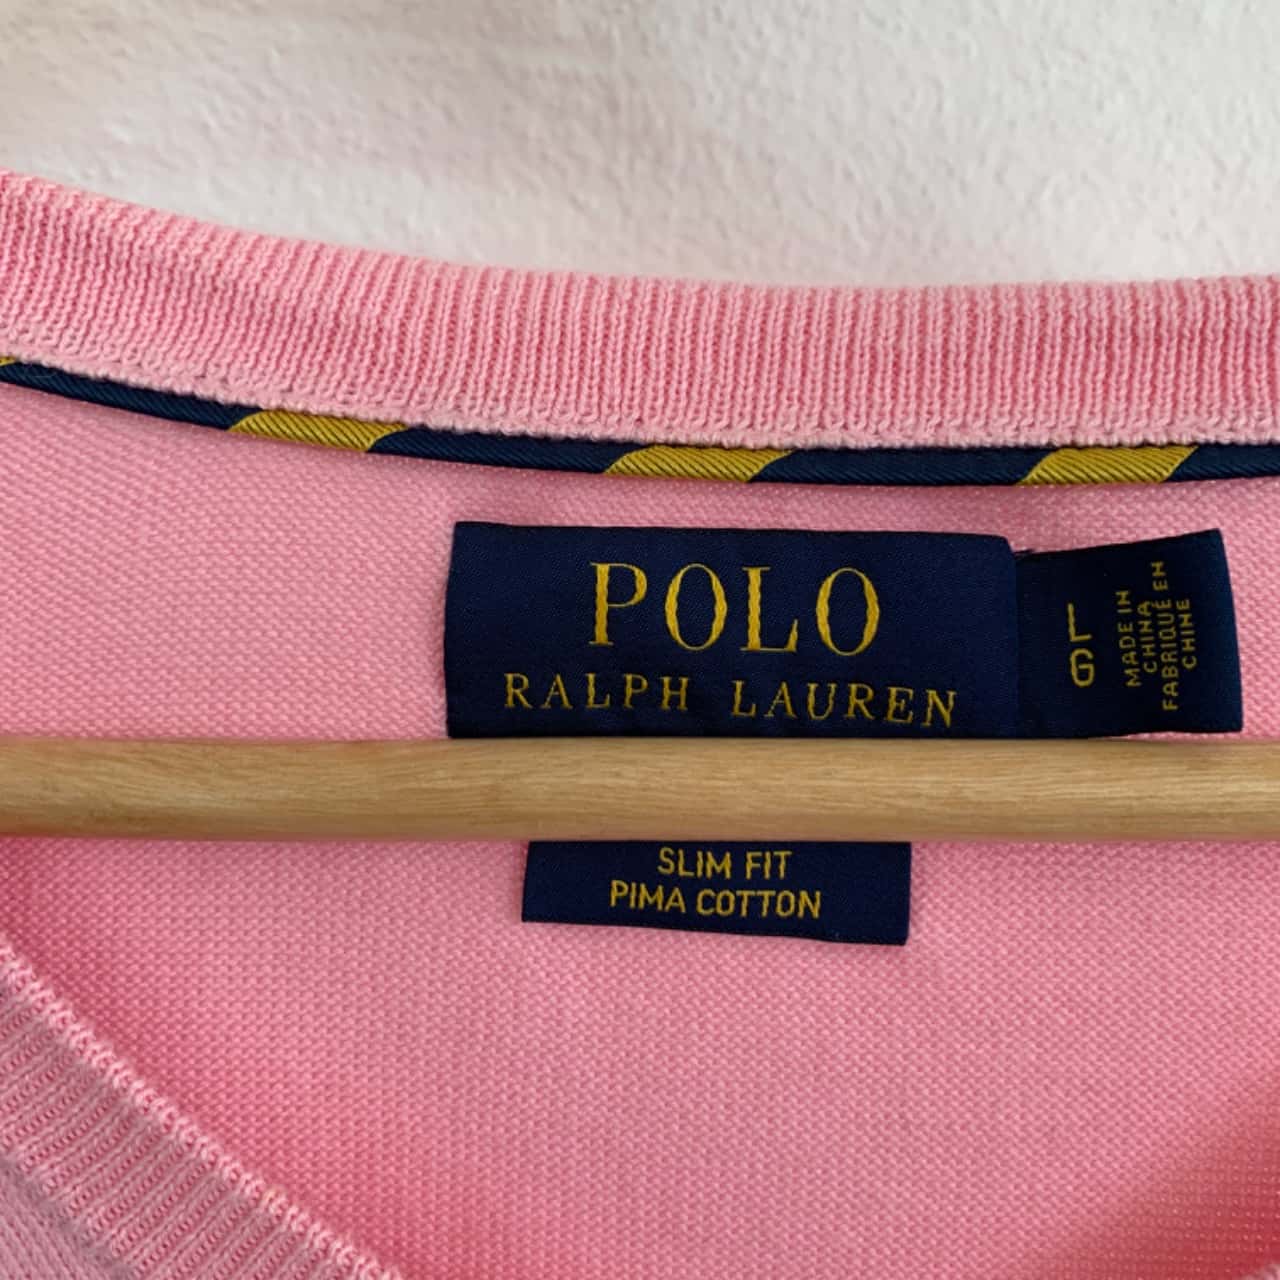 POLO
RALPH LAUREN
MADE IN
CHINA
FABRIQUÉ EN
CHINE
SLIM FIT
PIMA COTTON